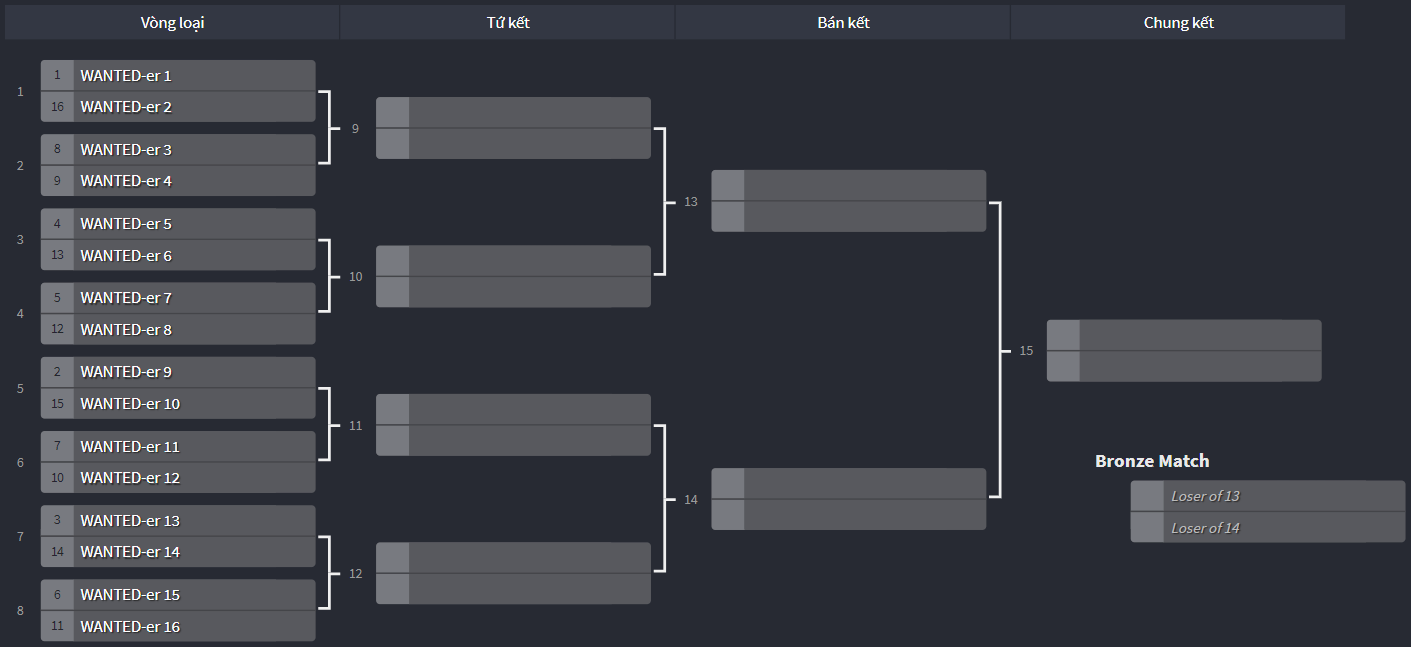 Vòng loại Tứ kết Bán kết Chung kết
1
1 WANTED-er 1
16 WANTED-er 2
2
8 WANTED-er 3
9 WANTED-er 4
3
4 WANTED-er 5
13 WANTED-er 6
4
5 WANTED-er 7
12 WANTED-er 8
5
2 WANTED-er 9
15 WANTED-er 10
6
7 WANTED-er 11
10 WANTED-er 12
7
3 WANTED-er 13
14 WANTED-er 14
8
6 WANTED-er 15
11 WANTED-er 16
9
10
11
12
13
14
15
Bronze Match
Loser of 13
Loser of 14